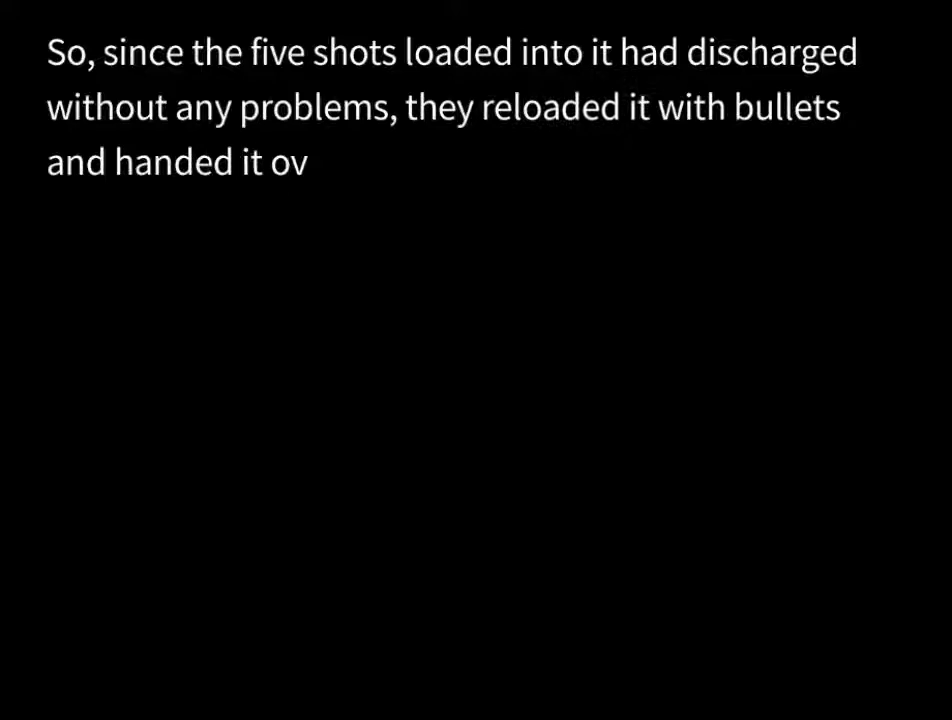 So, since the five shots loaded into it had discharged
without any problems, they reloaded it with bullets
and handed it ov